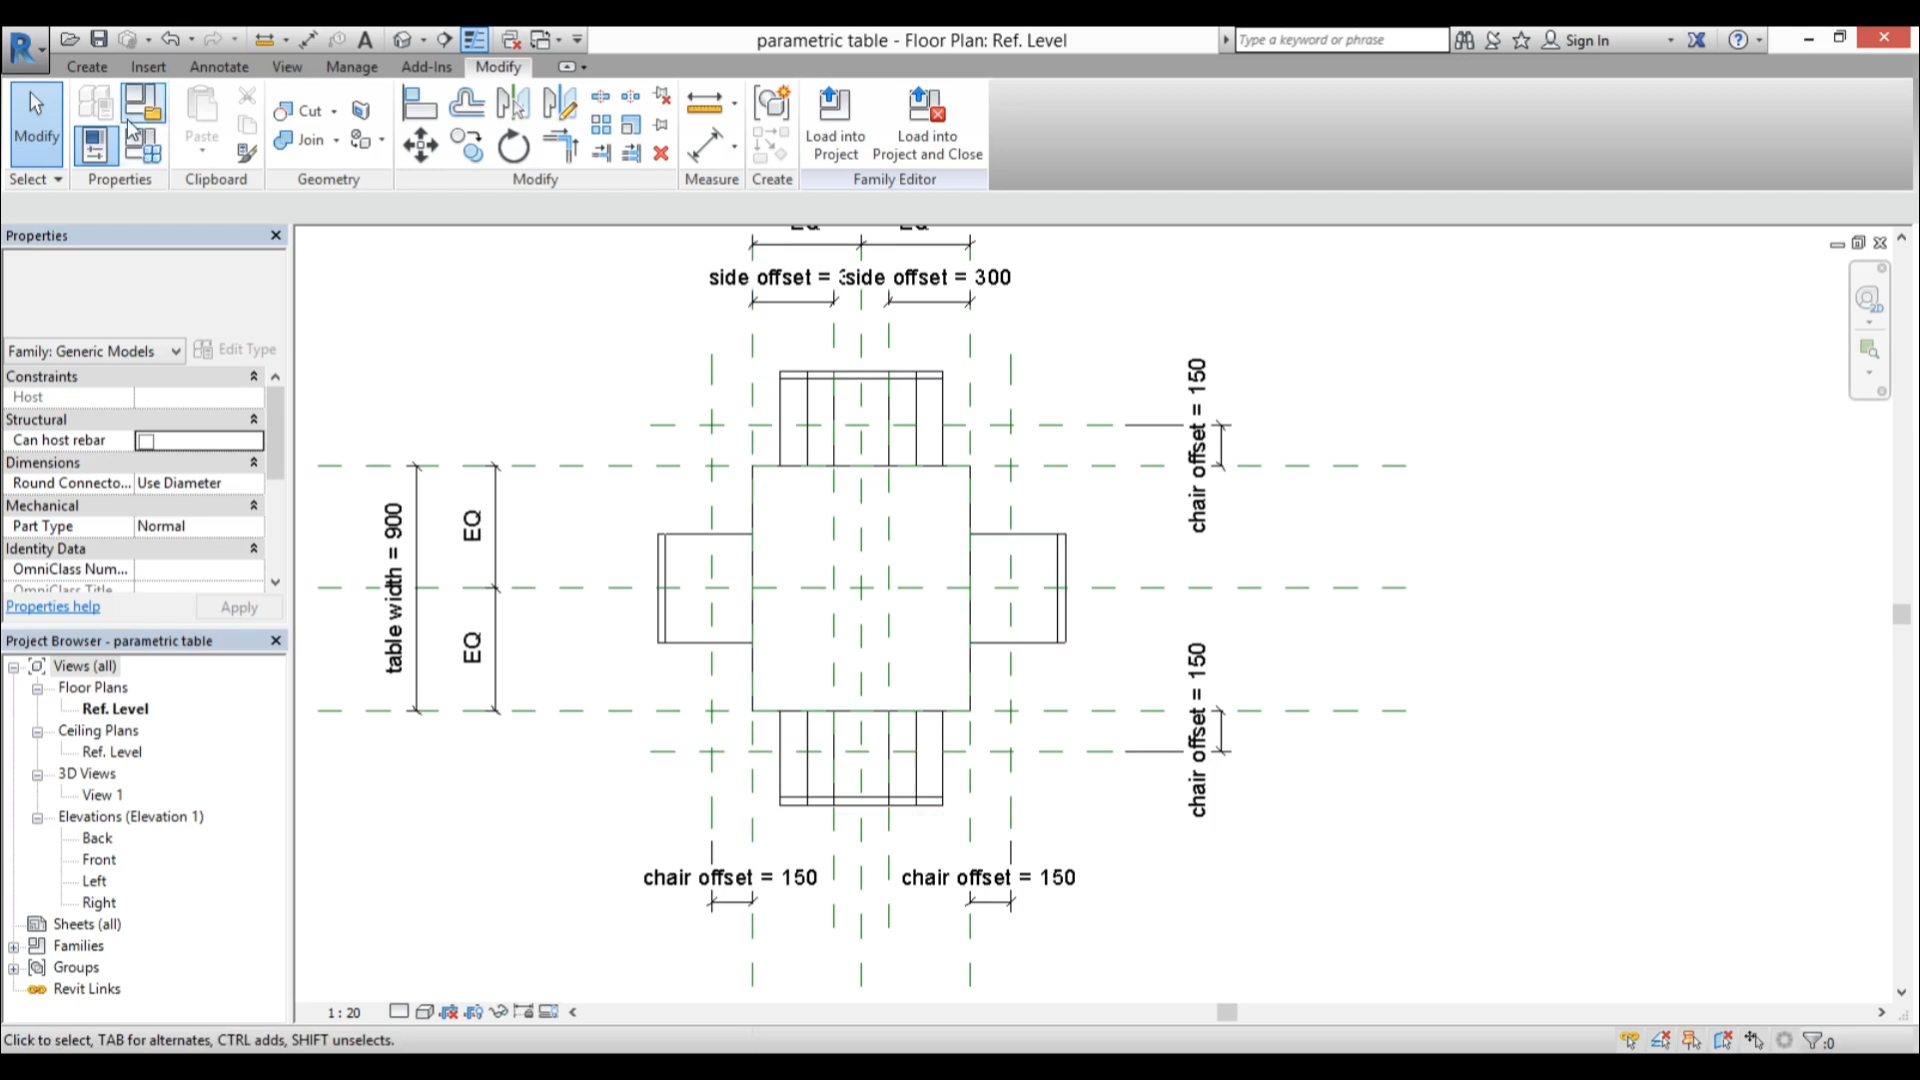 parametric table - Floor Plan: Ref. Level
Type a keyword or phrase
Sign In
Create Insert Annotate View Manage Add-Ins Modify
Modify
Paste
Cut
Join
Load into Project
Load into Project and Close
Select Properties Clipboard Geometry Modify Measure Create Family Editor
Properties
Family: Generic Models
Edit Type
Constraints
Host
Structural
Can host rebar
Dimensions
Round Connecto... Use Diameter
Mechanical
Part Type Normal
Identity Data
OmniClass Num...
OmniClass Title
Properties help
Apply
Project Browser - parametric table
Views (all)
Floor Plans
Ref. Level
Ceiling Plans
Ref. Level
3D Views
View 1
Elevations (Elevation 1)
Back
Front
Left
Right
Sheets (all)
Families
Groups
Revit Links
EQ EQ
side offset = 3
side offset = 300
chair offset = 150
table width = 900
EQ
EQ
chair offset = 150
chair offset = 150
chair offset = 150
2D
1 : 20
Click to select, TAB for alternates, CTRL adds, SHIFT unselects.
:0